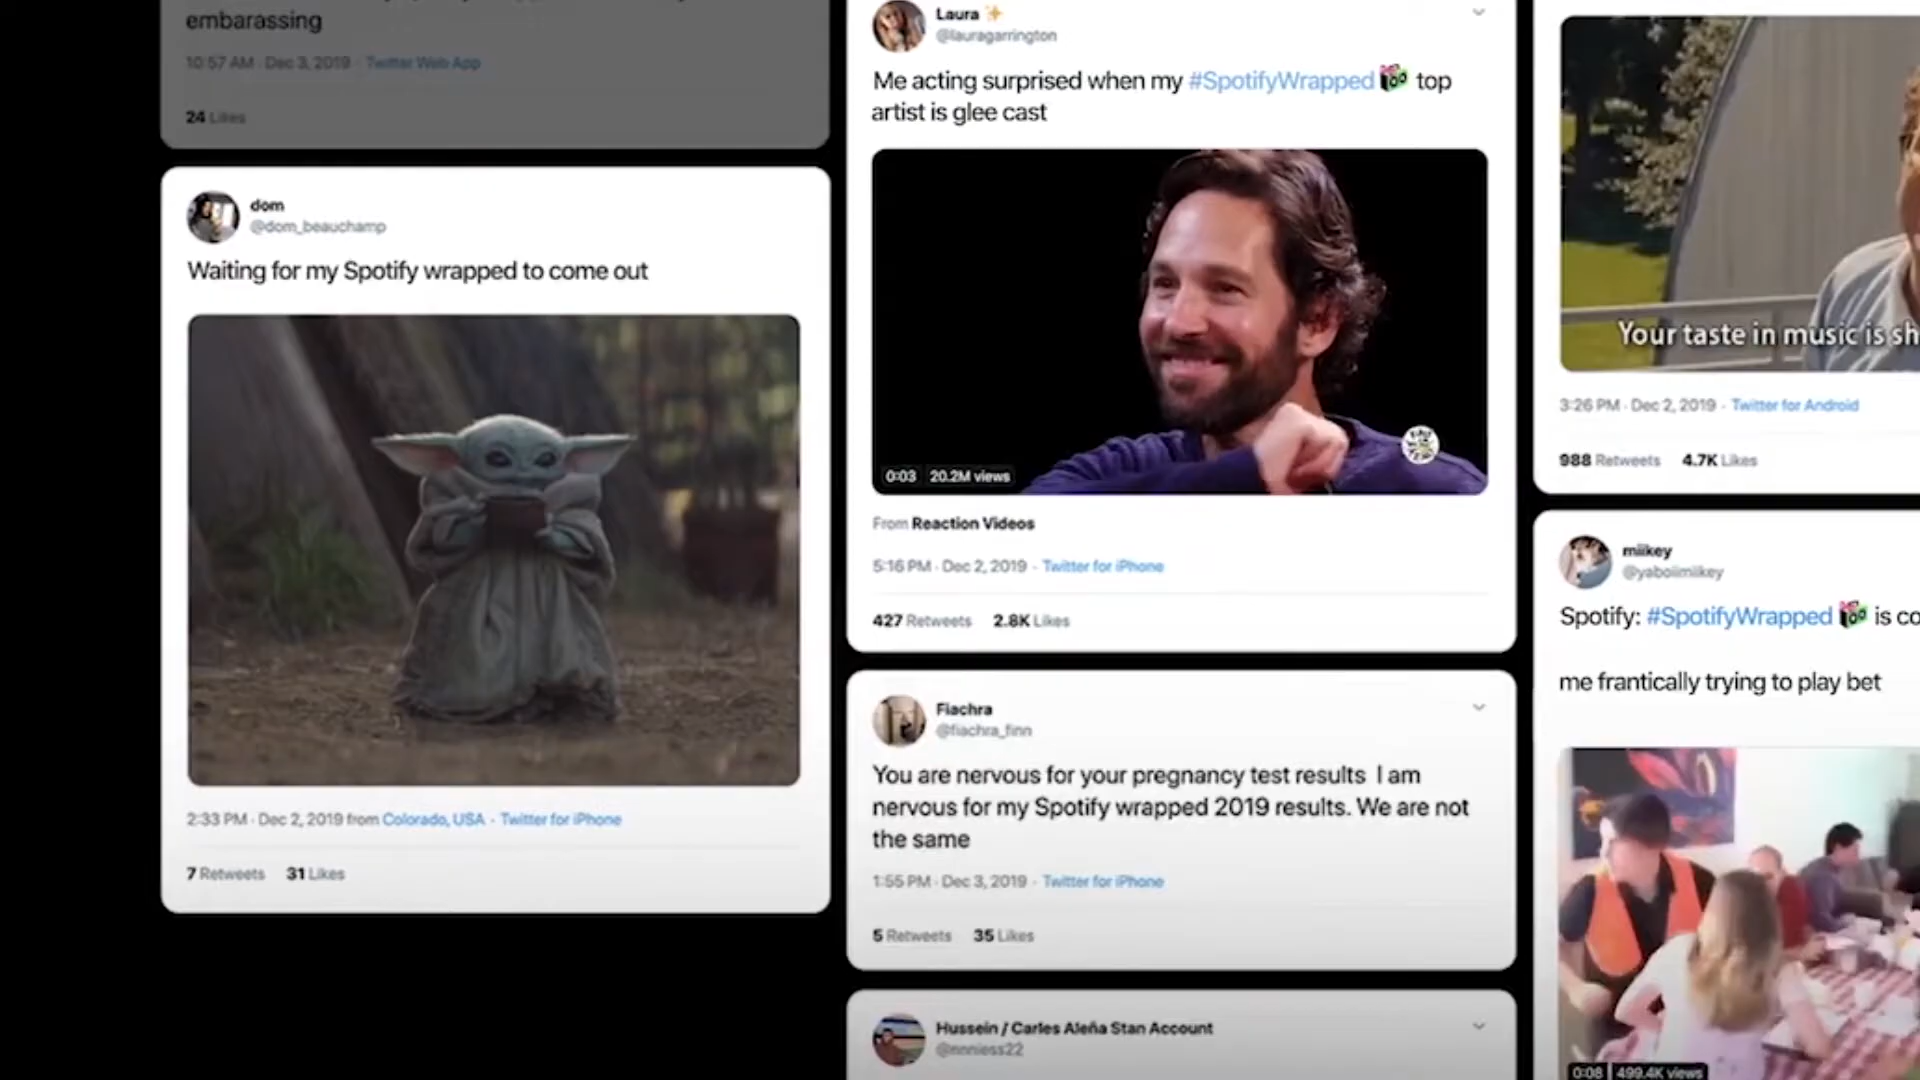 embarassing
10:57 AM · Dec 3, 2019 · Twitter Web App
24 Likes
dom
@dom_beauchamp
Waiting for my Spotify wrapped to come out
2:33 PM · Dec 2, 2019 from Colorado, USA · Twitter for iPhone
7 Retweets 31 Likes
Laura
@lauragarrington
Me acting surprised when my #SpotifyWrapped top
artist is glee cast
0:03 20.2M views
From Reaction Videos
5:16 PM · Dec 2, 2019 · Twitter for iPhone
427 Retweets 2.8K Likes
Fiachra
@fiachra_finn
You are nervous for your pregnancy test results I am
nervous for my Spotify wrapped 2019 results. We are not
the same
1:55 PM · Dec 3, 2019 · Twitter for iPhone
5 Retweets 35 Likes
Hussein / Carles Aleña Stan Account
@nnniess22
Your taste in music is sh
3:26 PM · Dec 2, 2019 · Twitter for Android
988 Retweets 4.7K Likes
miikey
@yaboiimiikey
Spotify: #SpotifyWrapped is co
me frantically trying to play bet
0:08 499.4K views